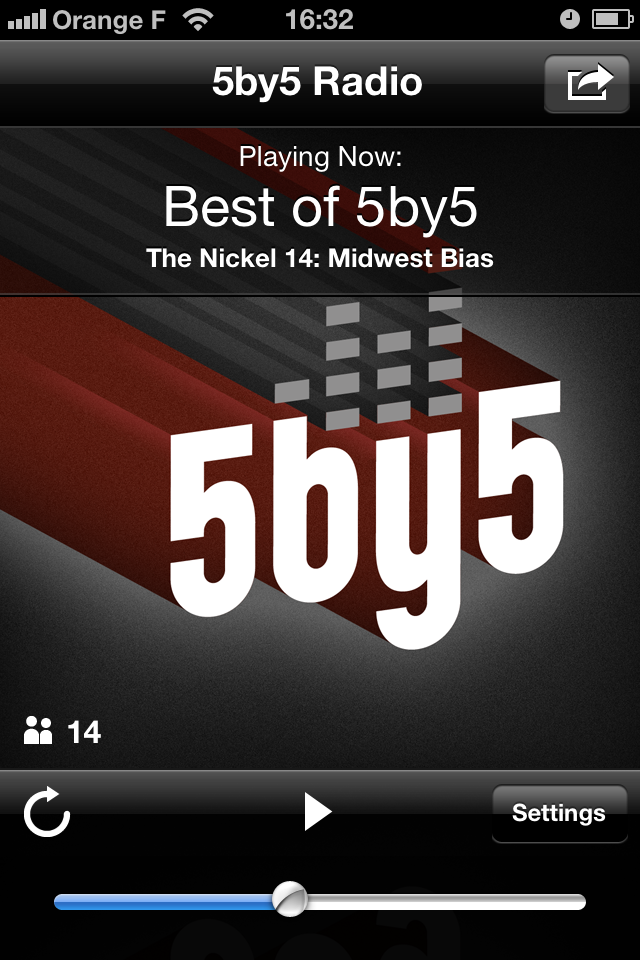 Orange F 16:32
5by5 Radio
Playing Now:
Best of 5by5
The Nickel 14: Midwest Bias
5by5
14
Settings